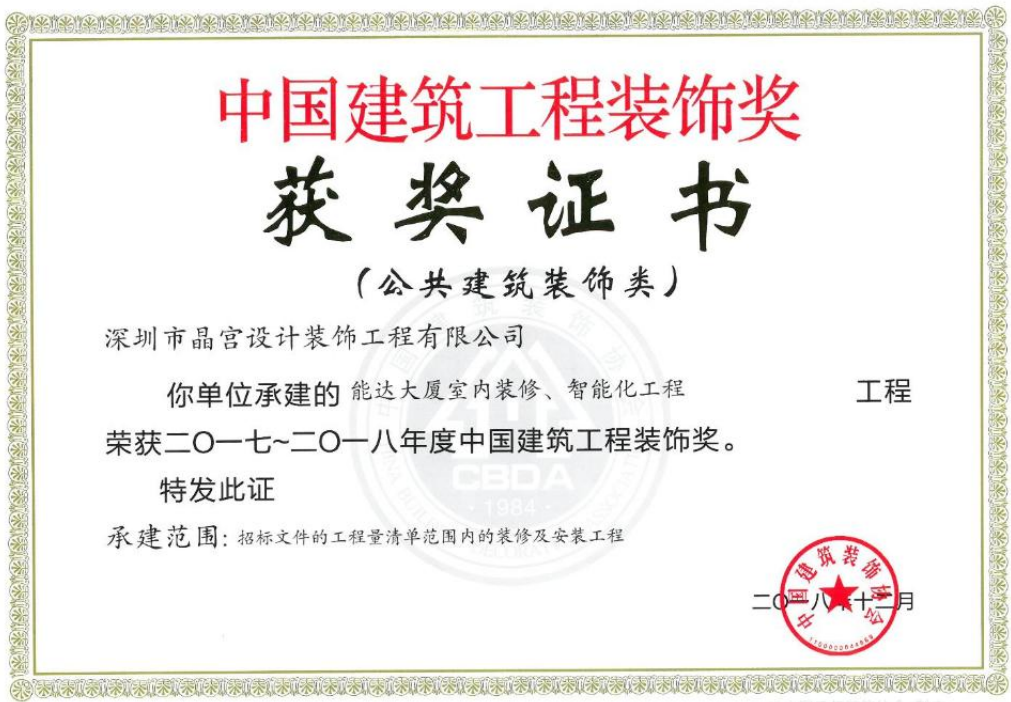 中国建筑工程装饰奖
获奖证书
(公共建筑装饰类)
深圳市晶宫设计装饰工程有限公司
你单位承建的 能达大厦室内装修、智能化工程 工程
荣获二〇一七~二〇一八年度中国建筑工程装饰奖。
特发此证
承建范围: 招标文件的工程量清单范围内的装修及安装工程
二〇一八年十二月
中国建筑装饰协会
CBDA
·1984·